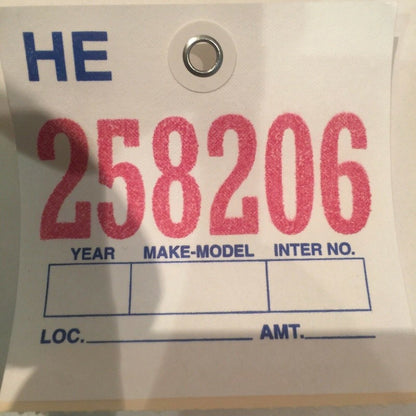 HE
258206
YEAR MAKE-MODEL INTER NO.
LOC. AMT.